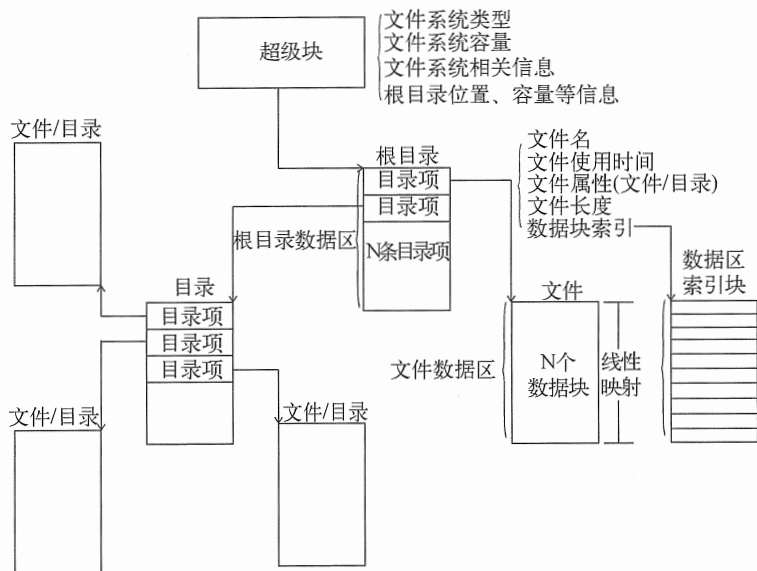 超级块
文件系统类型
文件系统容量
文件系统相关信息
根目录位置、容量等信息
文件/目录
根目录
目录项
目录项
N条目录项
根目录数据区
文件名
文件使用时间
文件属性(文件/目录)
文件长度
数据块索引
数据区
索引块
目录
目录项
目录项
目录项
文件
文件数据区
N个
数据块
线性
映射
文件/目录
文件/目录